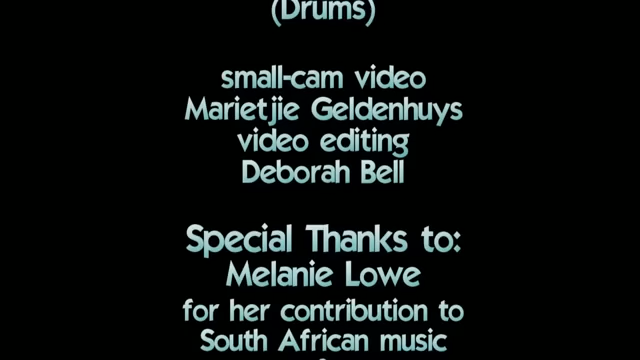 (Drums)
small-cam video
Marietjie Geldenhuys
video editing
Deborah Bell
Special Thanks to:
Melanie Lowe
for her contribution to
South African music